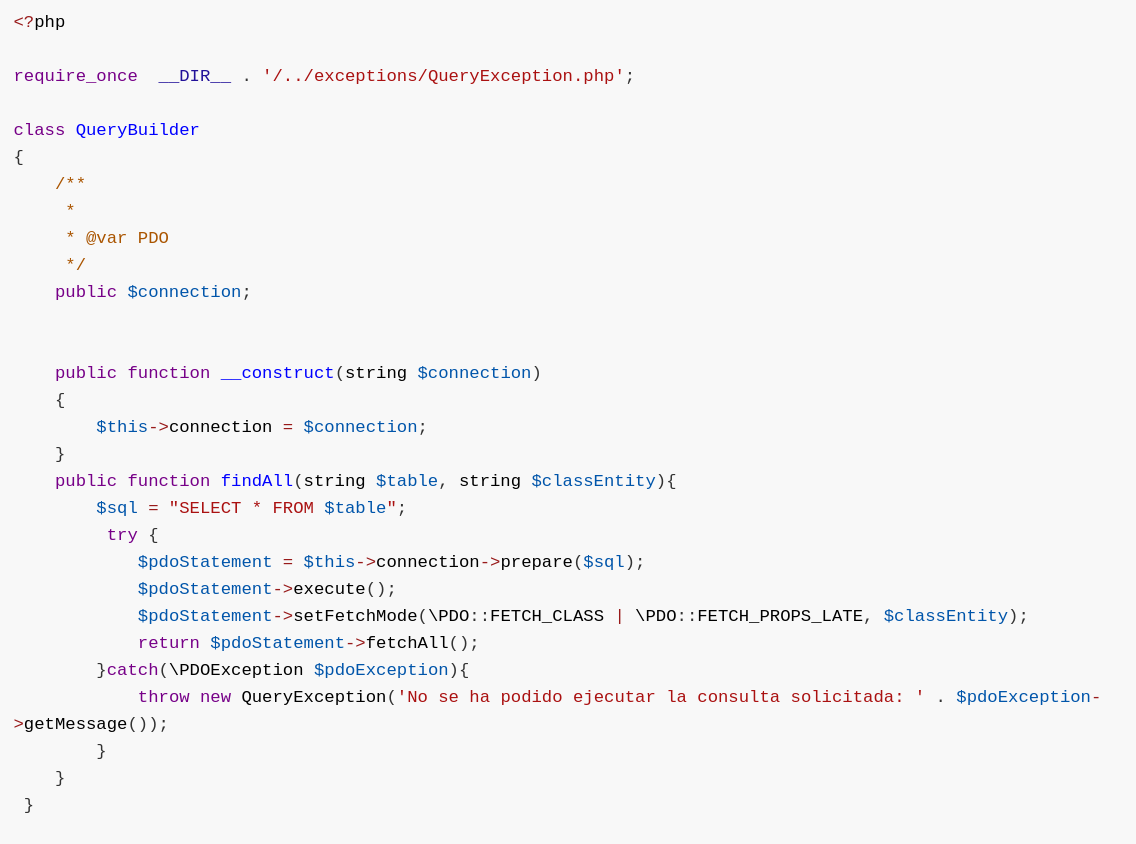 <?php

require_once  __DIR__ . '/../exceptions/QueryException.php';

class QueryBuilder
{
    /**
     *
     * @var PDO
     */
    public $connection;


    public function __construct(string $connection)
    {
        $this->connection = $connection;
    }
    public function findAll(string $table, string $classEntity){
        $sql = "SELECT * FROM $table";
         try {
            $pdoStatement = $this->connection->prepare($sql);
            $pdoStatement->execute();
            $pdoStatement->setFetchMode(\PDO::FETCH_CLASS | \PDO::FETCH_PROPS_LATE, $classEntity);
            return $pdoStatement->fetchAll();
        }catch(\PDOException $pdoException){
            throw new QueryException('No se ha podido ejecutar la consulta solicitada: ' . $pdoException-
>getMessage());
        }
    }
 }